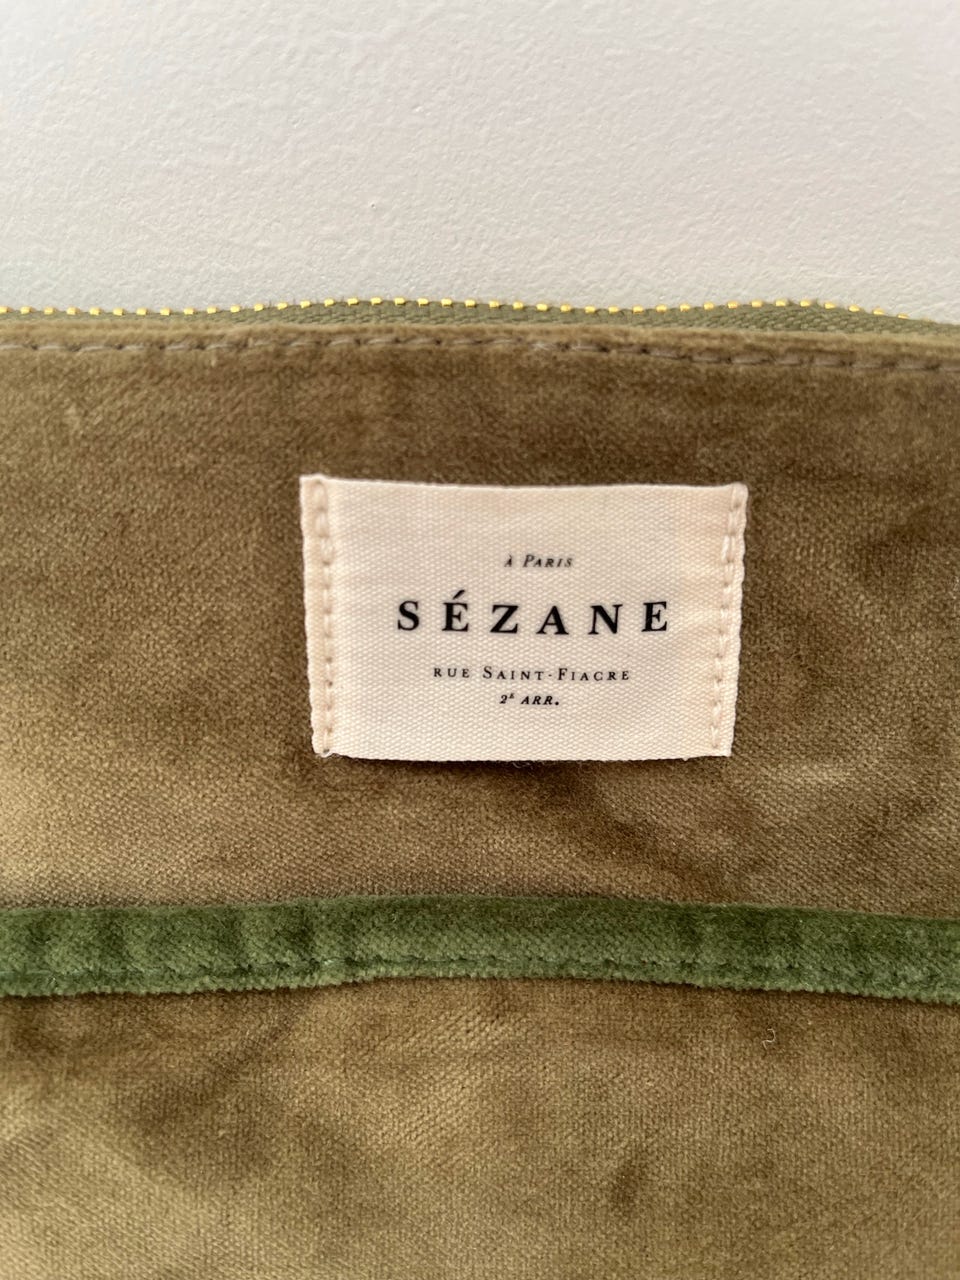 À PARIS
SÉZANE
RUE SAINT-FIACRE
2E ARR.